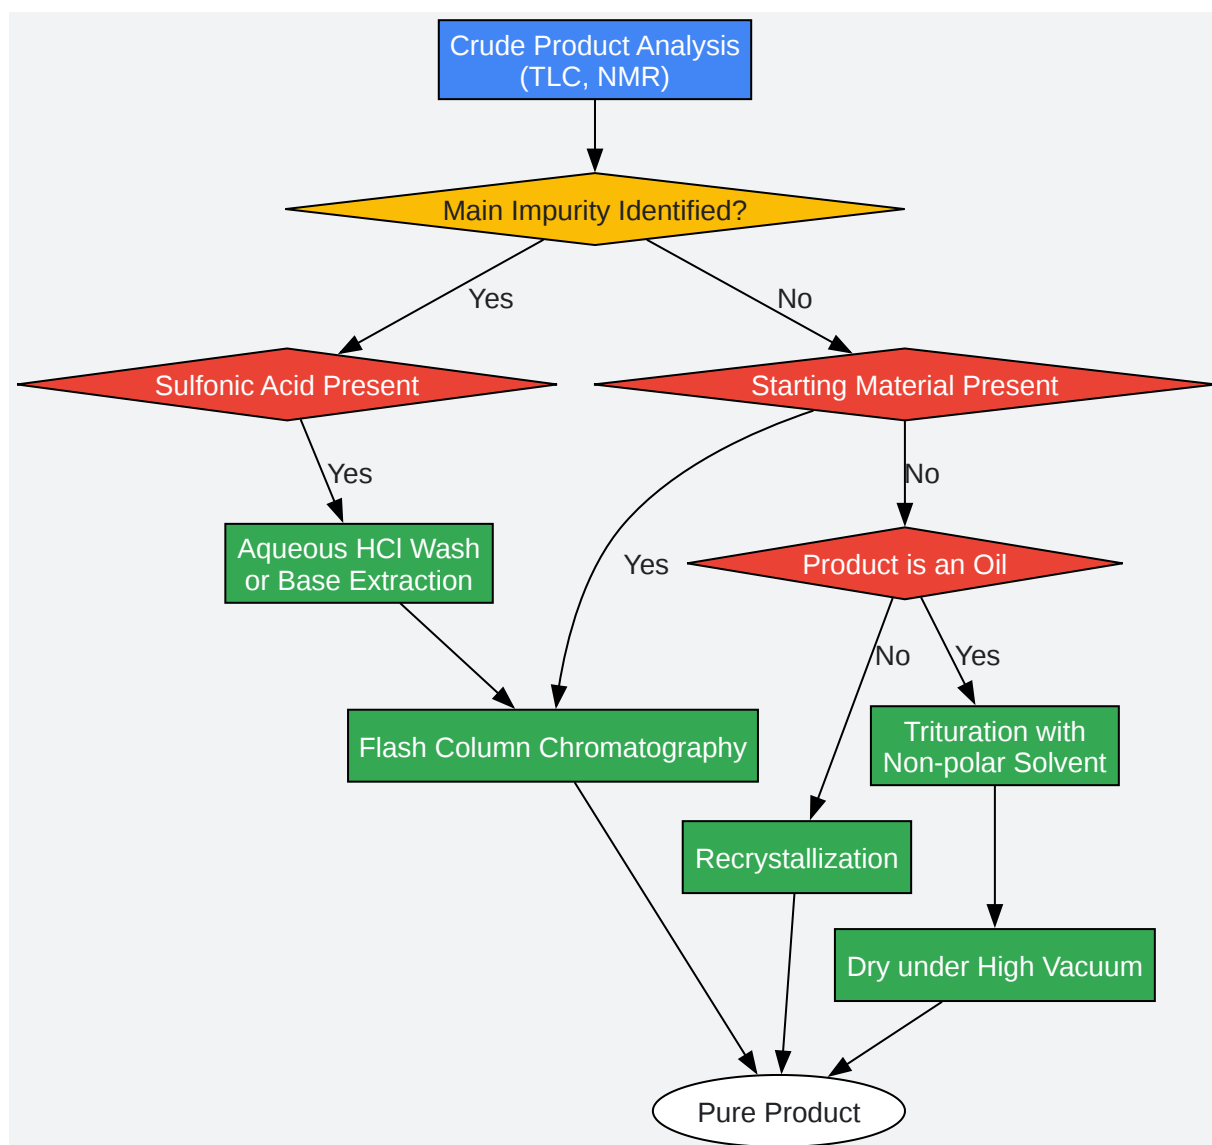 Crude Product Analysis
(TLC, NMR)
Main Impurity Identified?
Yes
No
Sulfonic Acid Present
Starting Material Present
Yes
No
Aqueous HCl Wash
or Base Extraction
Yes
Product is an Oil
No
Yes
Flash Column Chromatography
Trituration with
Non-polar Solvent
Recrystallization
Dry under High Vacuum
Pure Product